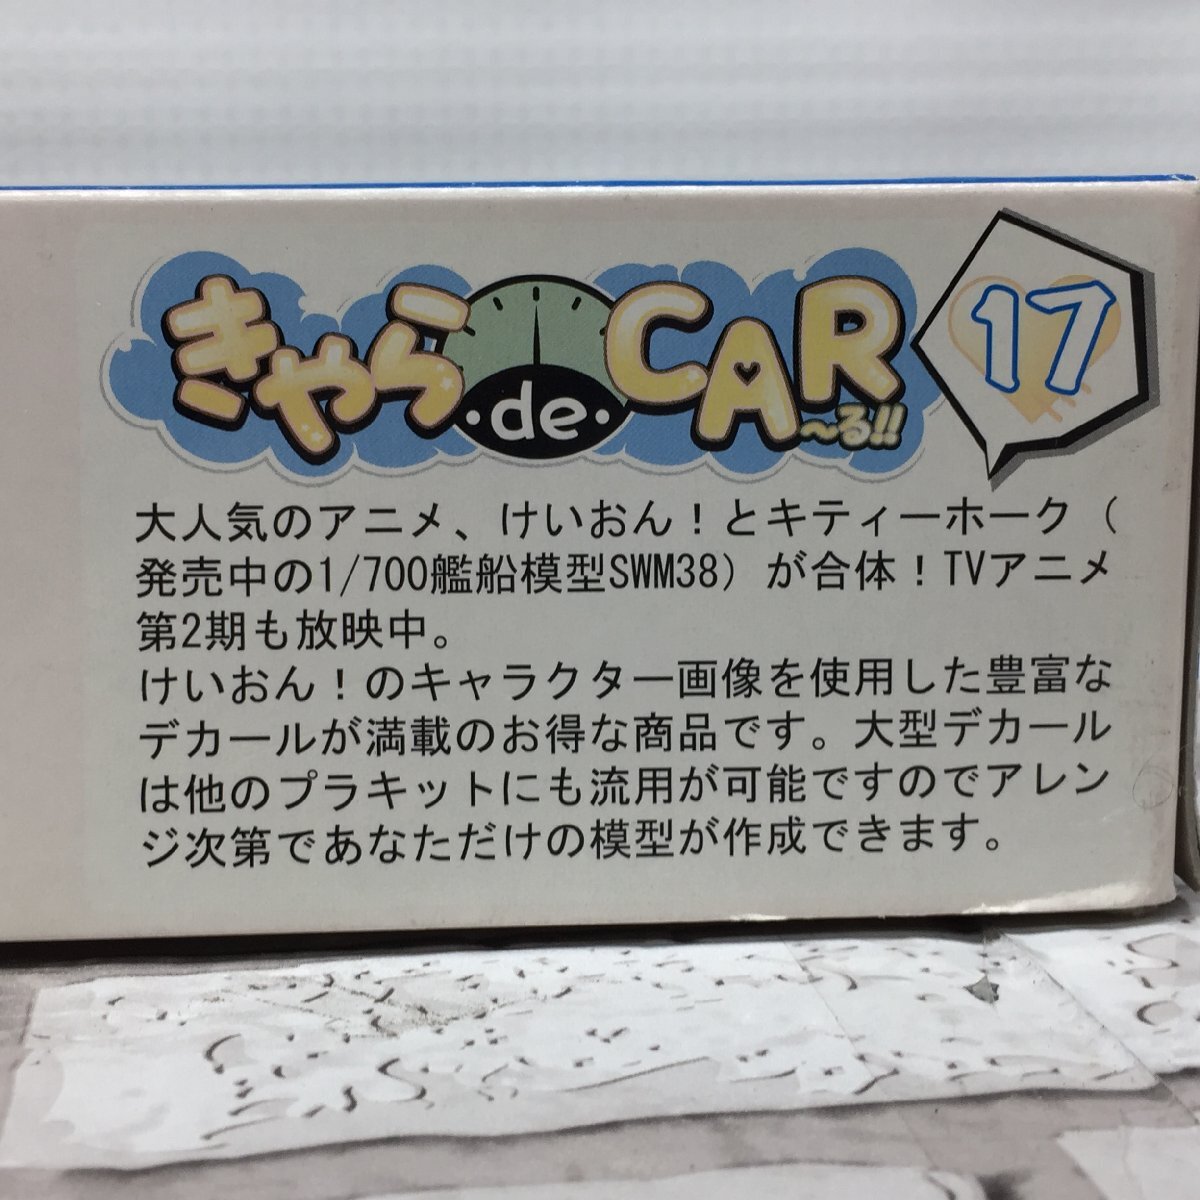 きゃら・de・CAR～る!!
17
大人気のアニメ、けいおん！とキティーホーク（
発売中の1/700艦船模型SWM38）が合体！TVアニメ
第2期も放映中。
けいおん！のキャラクター画像を使用した豊富な
デカールが満載のお得な商品です。大型デカール
は他のプラキットにも流用が可能ですのでアレン
ジ次第であなただけの模型が作成できます。